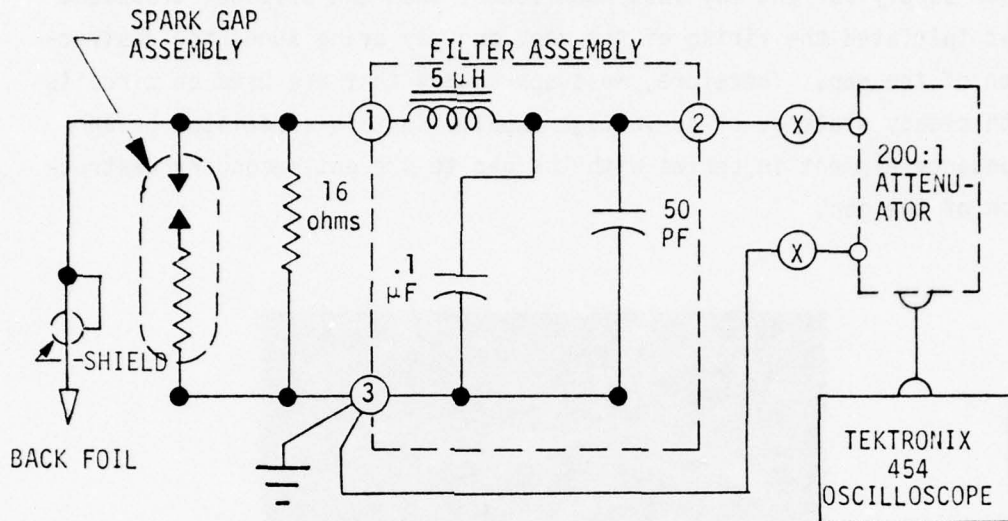 SPARK GAP
ASSEMBLY
FILTER ASSEMBLY
5 µH
1
2
X
200:1
ATTENU-
ATOR
16
ohms
50
PF
.1
µF
X
SHIELD
3
BACK FOIL
TEKTRONIX
454
OSCILLOSCOPE